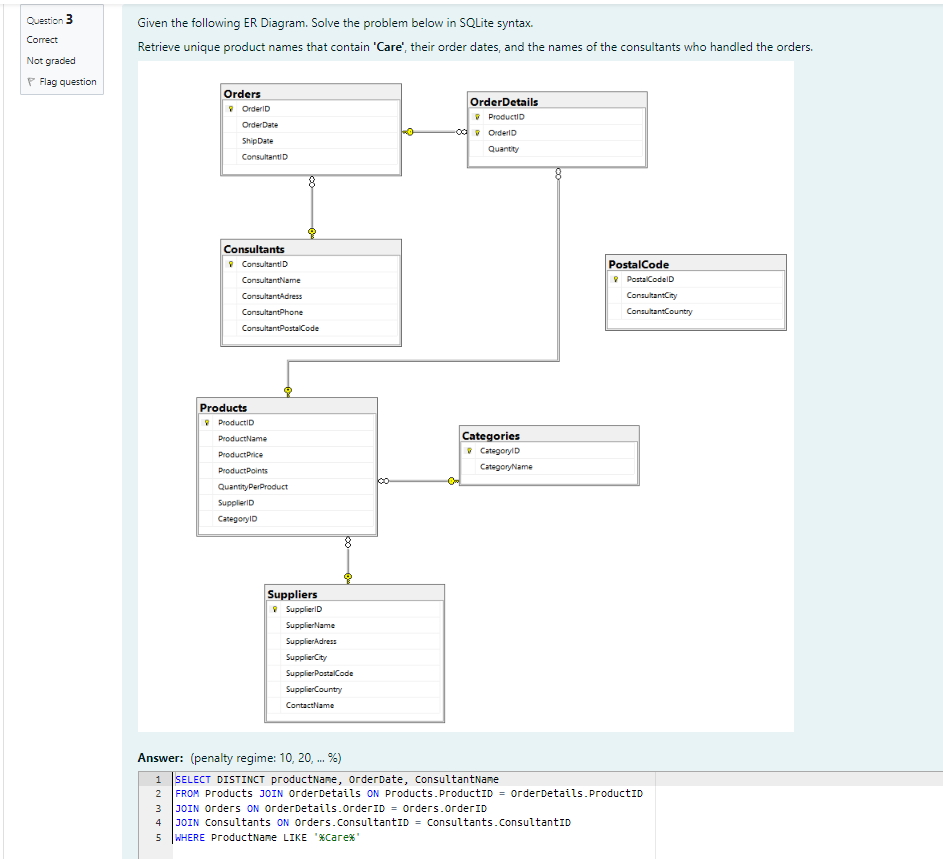 Question 3
Correct
Not graded
Flag question
Given the following ER Diagram. Solve the problem below in SQLite syntax.
Retrieve unique product names that contain 'Care', their order dates, and the names of the consultants who handled the orders.
Orders
OrderID
OrderDate
ShipDate
ConsultantID
OrderDetails
ProductID
OrderID
Quantity
Consultants
ConsultantID
ConsultantName
ConsultantAdress
ConsultantPhone
ConsultantPostalCode
PostalCode
PostalCodeID
ConsultantCity
ConsultantCountry
Products
ProductID
ProductName
ProductPrice
ProductPoints
QuantityPerProduct
SupplierID
CategoryID
Categories
CategoryID
CategoryName
Suppliers
SupplierID
SupplierName
SupplierAdress
SupplierCity
SupplierPostalCode
SupplierCountry
ContactName
Answer: (penalty regime: 10, 20, ... %)
1 SELECT DISTINCT productName, OrderDate, ConsultantName
2 FROM Products JOIN OrderDetails ON Products.ProductID = OrderDetails.ProductID
3 JOIN Orders ON OrderDetails.OrderID = Orders.OrderID
4 JOIN Consultants ON Orders.ConsultantID = Consultants.ConsultantID
5 WHERE ProductName LIKE '%Care%'